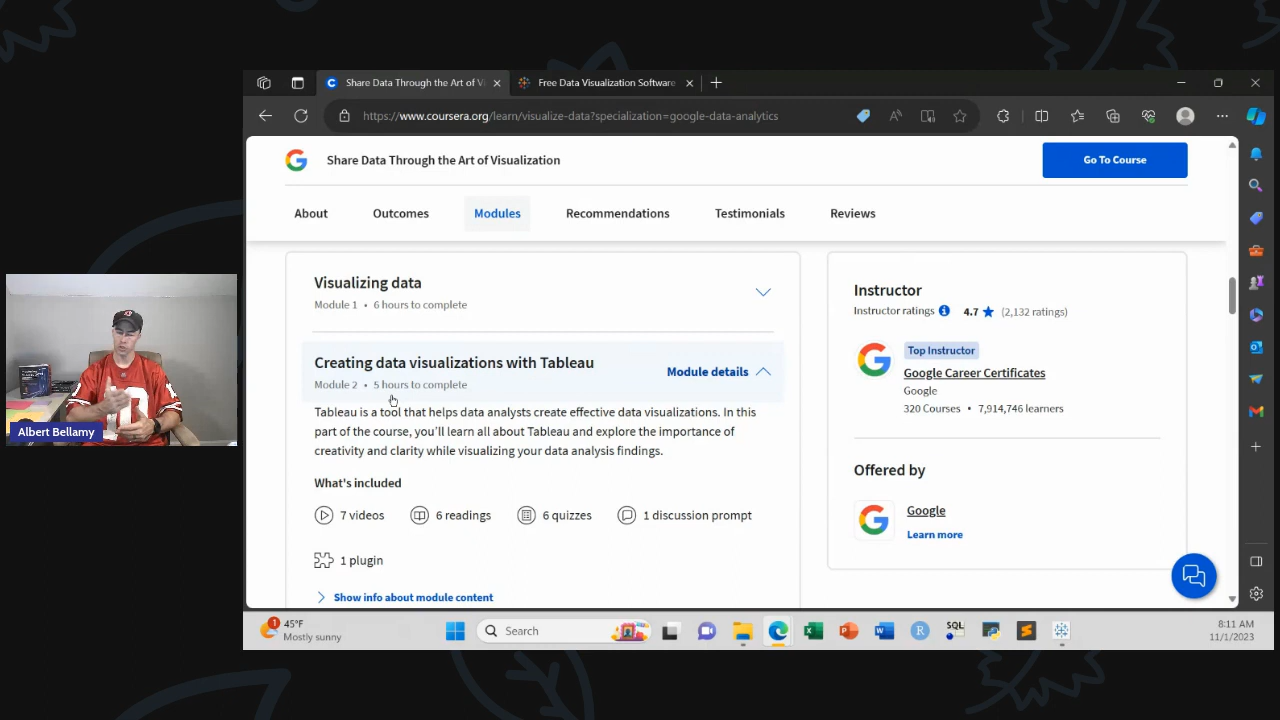 Share Data Through the Art of Vi
Free Data Visualization Software
https://www.coursera.org/learn/visualize-data?specialization=google-data-analytics
Share Data Through the Art of Visualization
Go To Course
About
Outcomes
Modules
Recommendations
Testimonials
Reviews
Visualizing data
Module 1 • 6 hours to complete
Creating data visualizations with Tableau
Module details
Module 2 • 5 hours to complete
Tableau is a tool that helps data analysts create effective data visualizations. In this
part of the course, you'll learn all about Tableau and explore the importance of
creativity and clarity while visualizing your data analysis findings.
What's included
7 videos
6 readings
6 quizzes
1 discussion prompt
1 plugin
Show info about module content
Instructor
Instructor ratings 4.7 ★ (2,132 ratings)
Top Instructor
Google Career Certificates
Google
320 Courses • 7,914,746 learners
Offered by
Google
Learn more
Albert Bellamy
1
45°F
Mostly sunny
Search
SQL
8:11 AM
11/1/2023